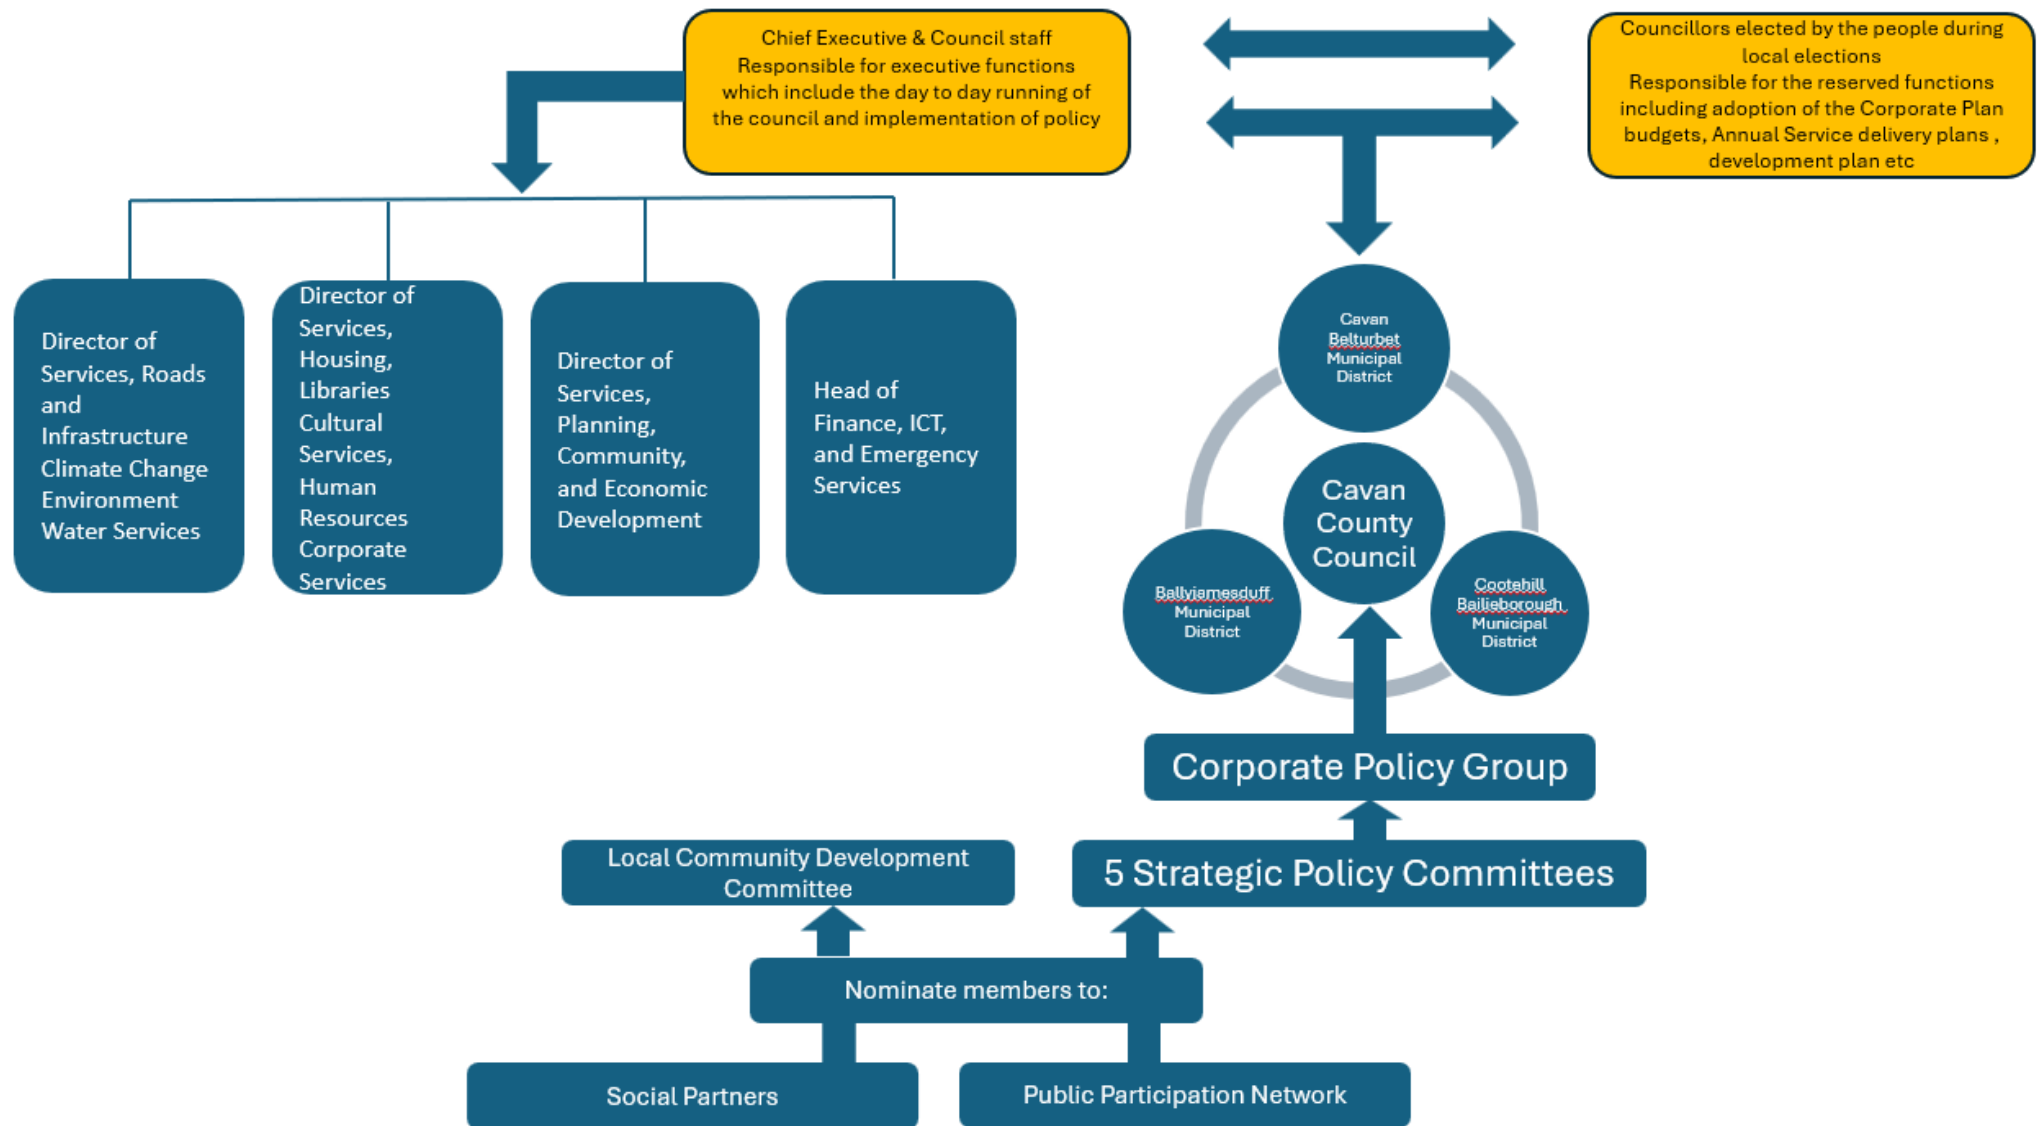 Chief Executive & Council staff
Responsible for executive functions
which include the day to day running of
the council and implementation of policy
Councillors elected by the people during
local elections
Responsible for the reserved functions
including adoption of the Corporate Plan
budgets, Annual Service delivery plans ,
development plan etc
Director of
Services, Roads
and
Infrastructure
Climate Change
Environment
Water Services
Director of
Services,
Housing,
Libraries
Cultural
Services,
Human
Resources
Corporate
Services
Director of
Services,
Planning,
Community,
and Economic
Development
Head of
Finance, ICT,
and Emergency
Services
Cavan
Belturbet
Municipal
District
Cavan
County
Council
Ballyjamesduff
Municipal
District
Cootehill
Bailieborough
Municipal
District
Corporate Policy Group
Local Community Development
Committee
5 Strategic Policy Committees
Nominate members to:
Social Partners
Public Participation Network